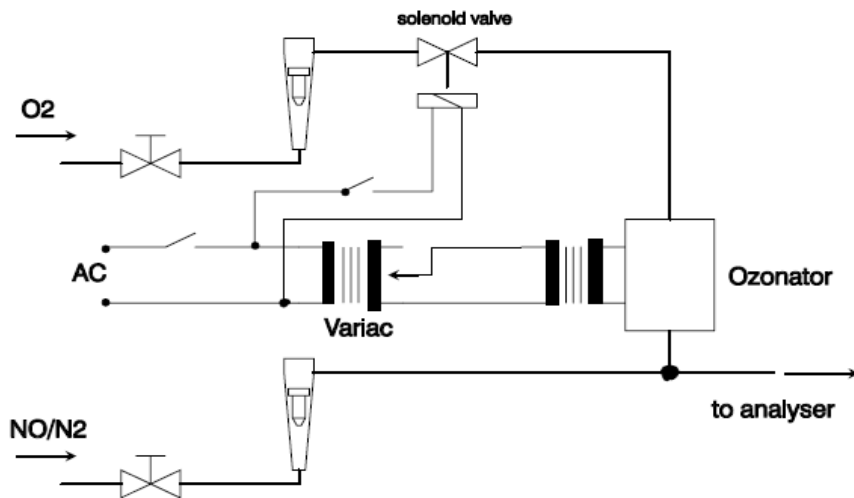 solenoid valve
O2
AC
Ozonator
Variac
to analyser
NO/N2